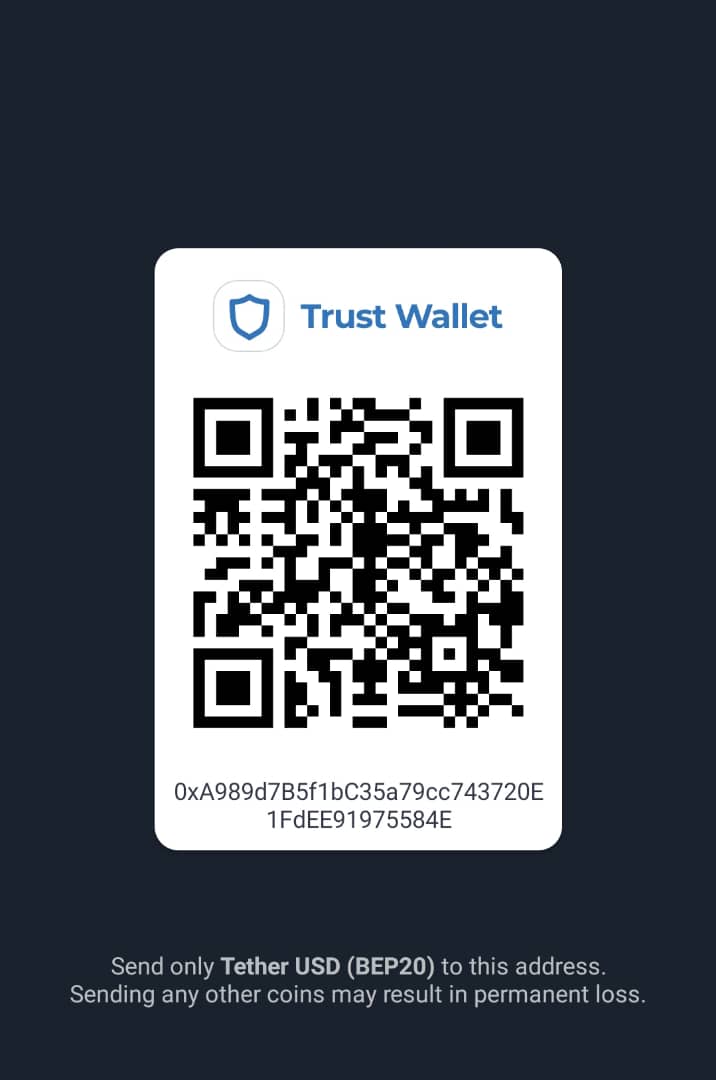 Trust Wallet
0xA989d7B5f1bC35a79cc743720E
1FdEE91975584E
Send only Tether USD (BEP20) to this address.
Sending any other coins may result in permanent loss.